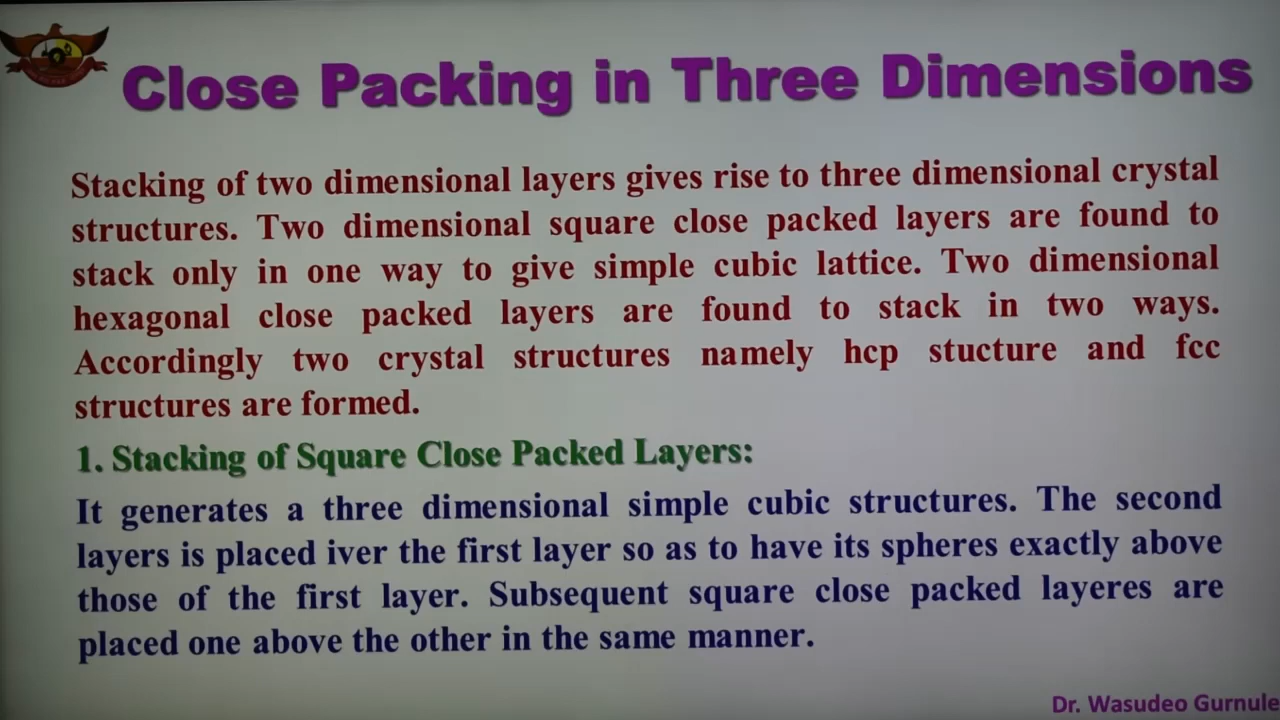 Close Packing in Three Dimensions
Stacking of two dimensional layers gives rise to three dimensional crystal
structures. Two dimensional square close packed layers are found to
stack only in one way to give simple cubic lattice. Two dimensional
hexagonal close packed layers are found to stack in two ways.
Accordingly two crystal structures namely hcp stucture and fcc
structures are formed.
1. Stacking of Square Close Packed Layers:
It generates a three dimensional simple cubic structures. The second
layers is placed iver the first layer so as to have its spheres exactly above
those of the first layer. Subsequent square close packed layeres are
placed one above the other in the same manner.
Dr. Wasudeo Gurnule